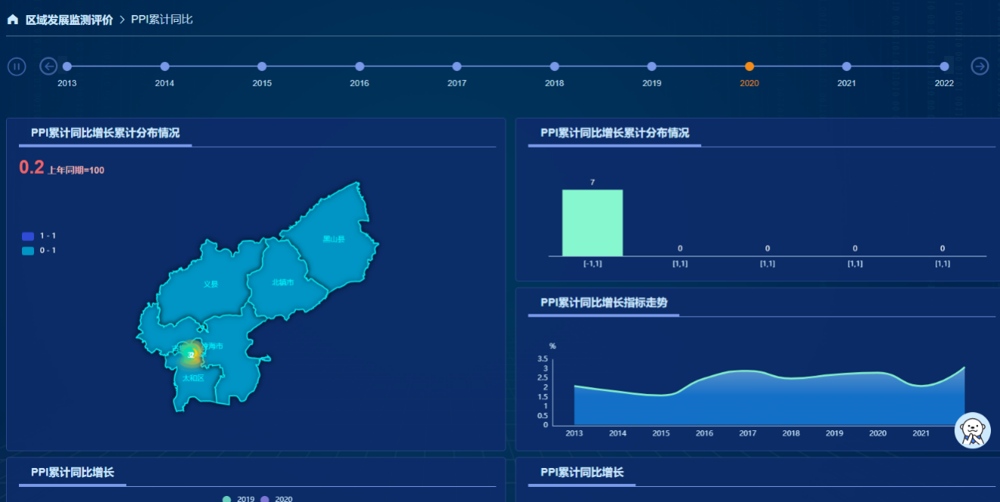 区域发展监测评价 > PPI累计同比
2013 2014 2015 2016 2017 2018 2019 2020 2021 2022
PPI累计同比增长累计分布情况
0.2 上年同期=100
1 - 1
0 - 1
黑山县
义县
北镇市
凌海市
太和区
PPI累计同比增长累计分布情况
7 0 0 0 0
[-1,1] [1,1] [1,1] [1,1] [1,1]
PPI累计同比增长指标走势
%
3.5
3
2.5
2
1.5
1
0.5
0
2013 2014 2015 2016 2017 2018 2019 2020 2021
PPI累计同比增长
2019 2020
PPI累计同比增长